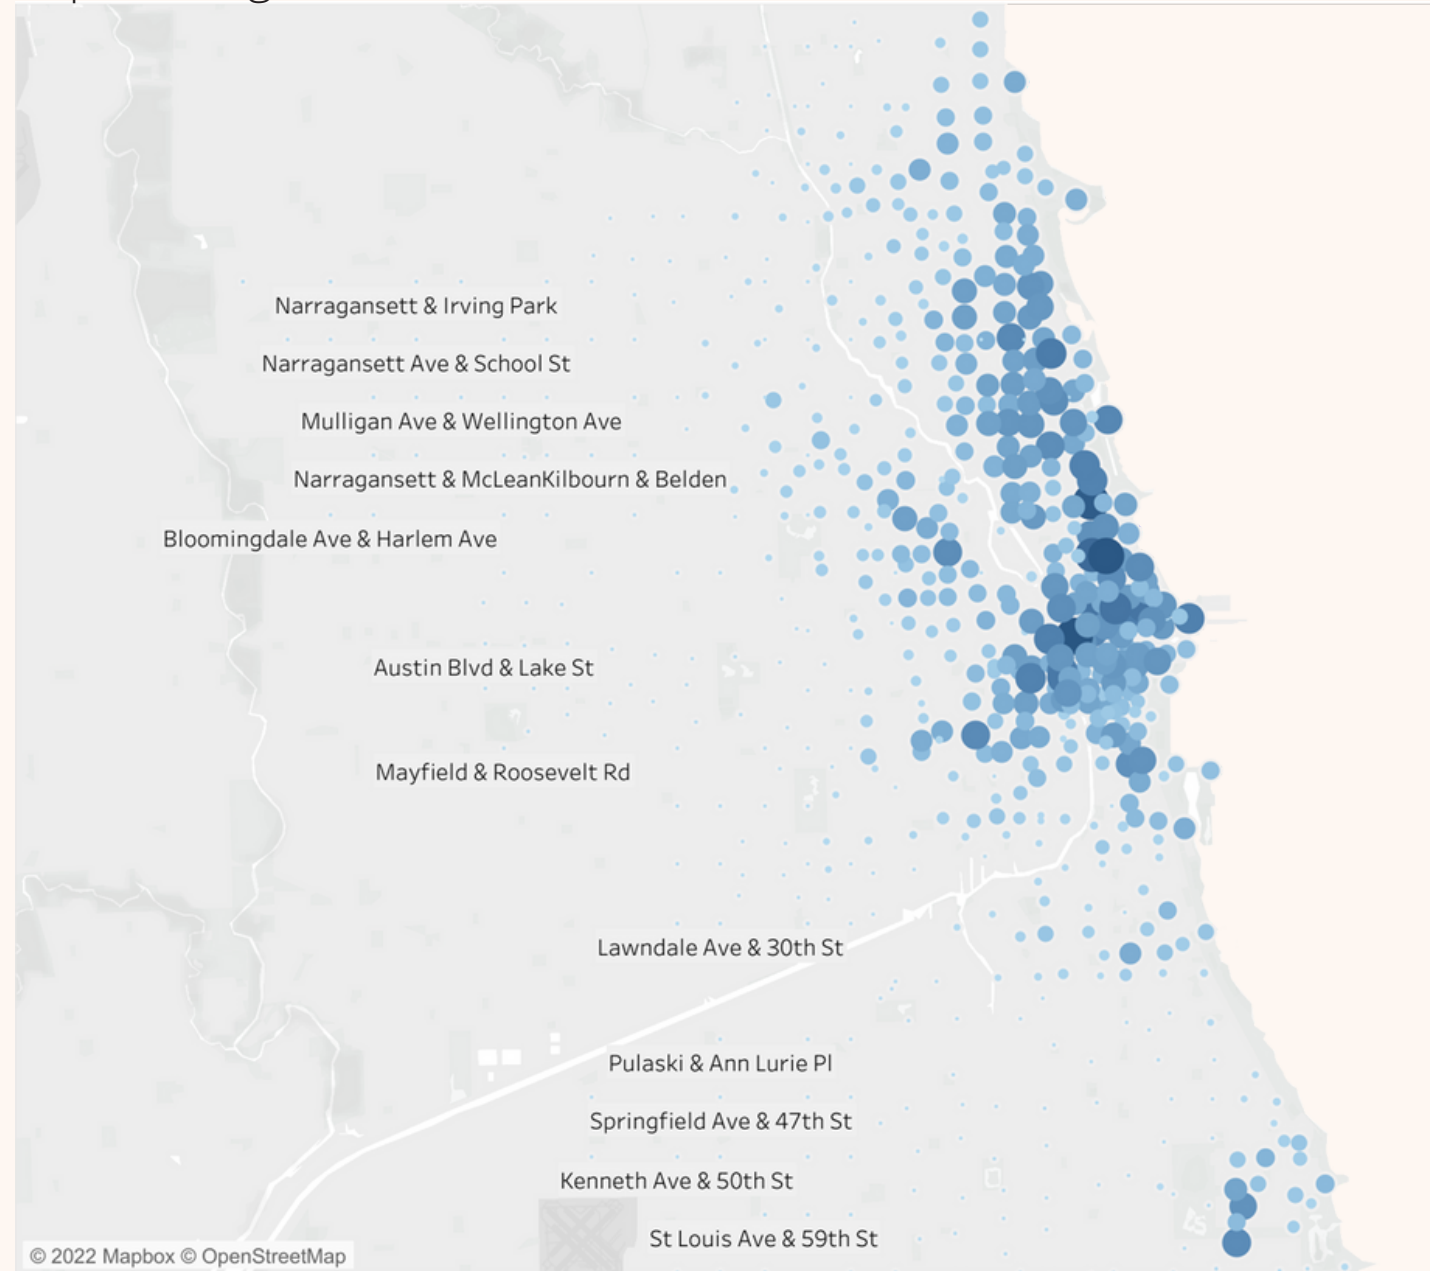 Narragansett & Irving Park
Narragansett Ave & School St
Mulligan Ave & Wellington Ave
Narragansett & McLeanKilbourn & Belden
Bloomingdale Ave & Harlem Ave
Austin Blvd & Lake St
Mayfield & Roosevelt Rd
Lawndale Ave & 30th St
Pulaski & Ann Lurie Pl
Springfield Ave & 47th St
Kenneth Ave & 50th St
St Louis Ave & 59th St
© 2022 Mapbox © OpenStreetMap